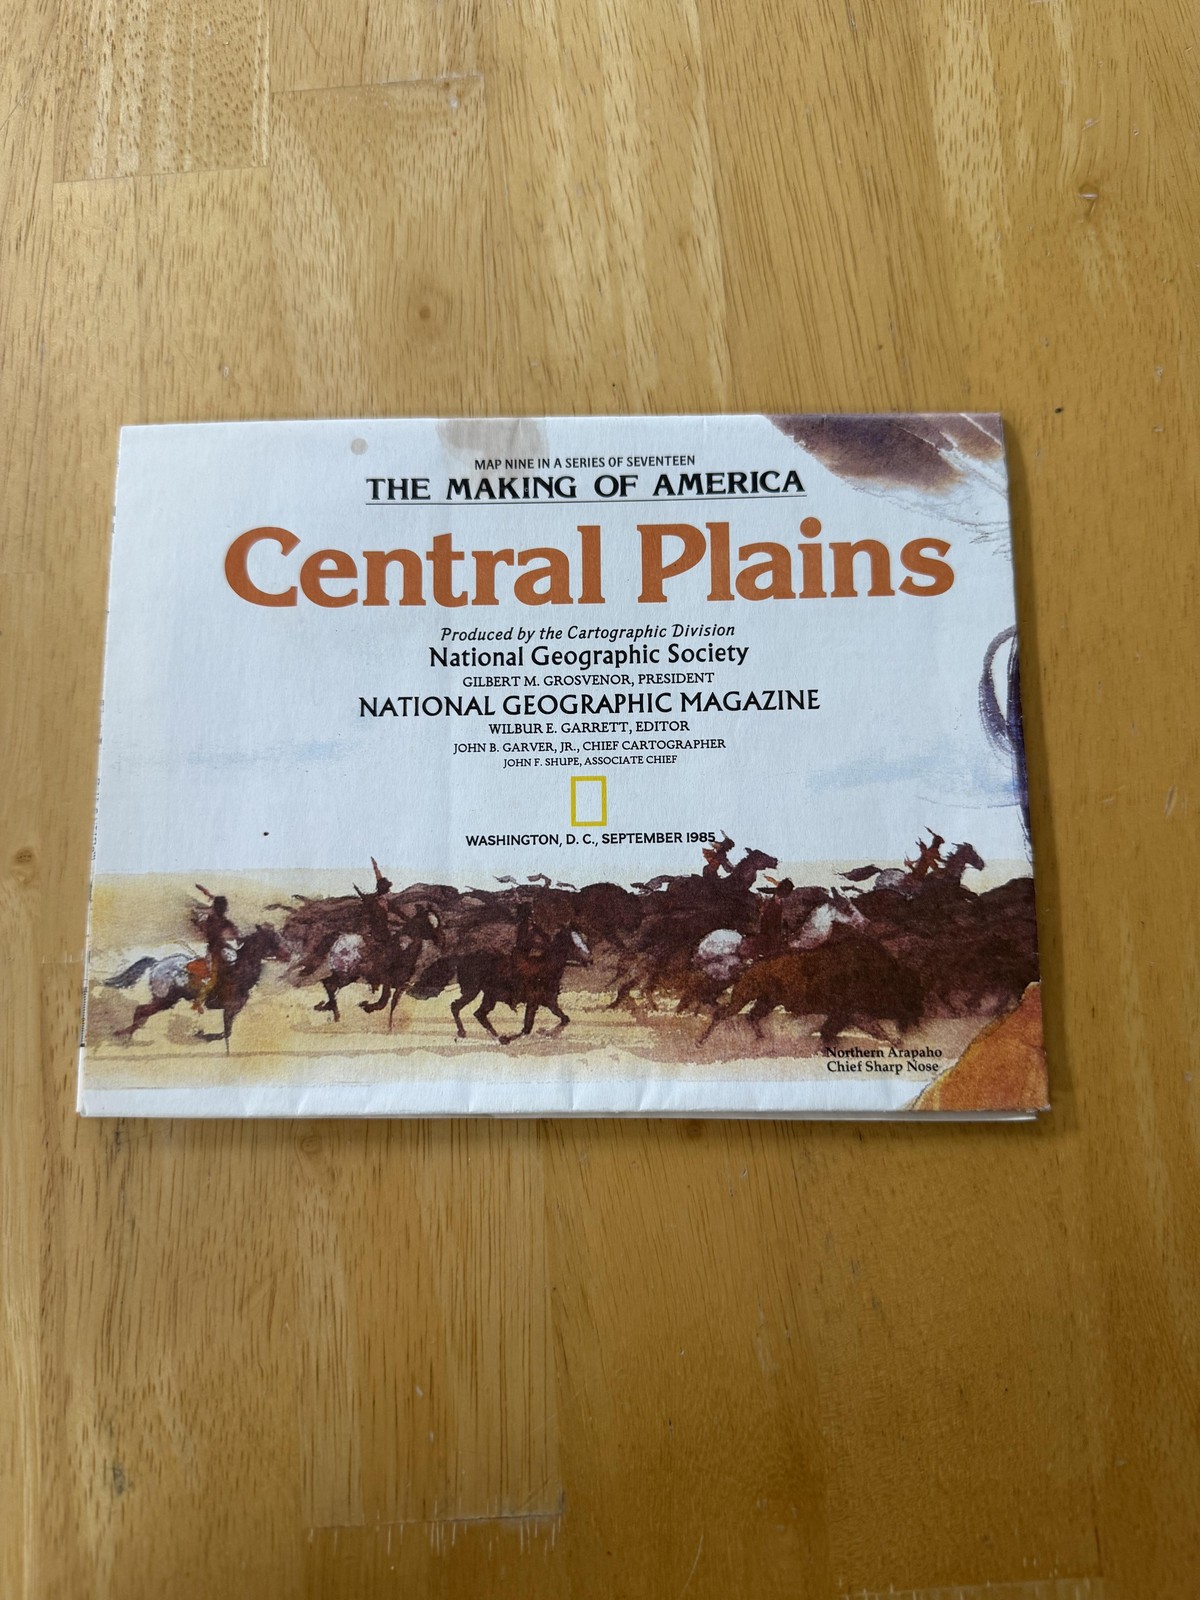 MAP NINE IN A SERIES OF SEVENTEEN
THE MAKING OF AMERICA
Central Plains
Produced by the Cartographic Division
National Geographic Society
GILBERT M. GROSVENOR, PRESIDENT
NATIONAL GEOGRAPHIC MAGAZINE
WILBUR E. GARRETT, EDITOR
JOHN B. GARVER, JR., CHIEF CARTOGRAPHER
JOHN F. SHUPE, ASSOCIATE CHIEF
WASHINGTON, D. C., SEPTEMBER 1985
Northern Arapaho
Chief Sharp Nose